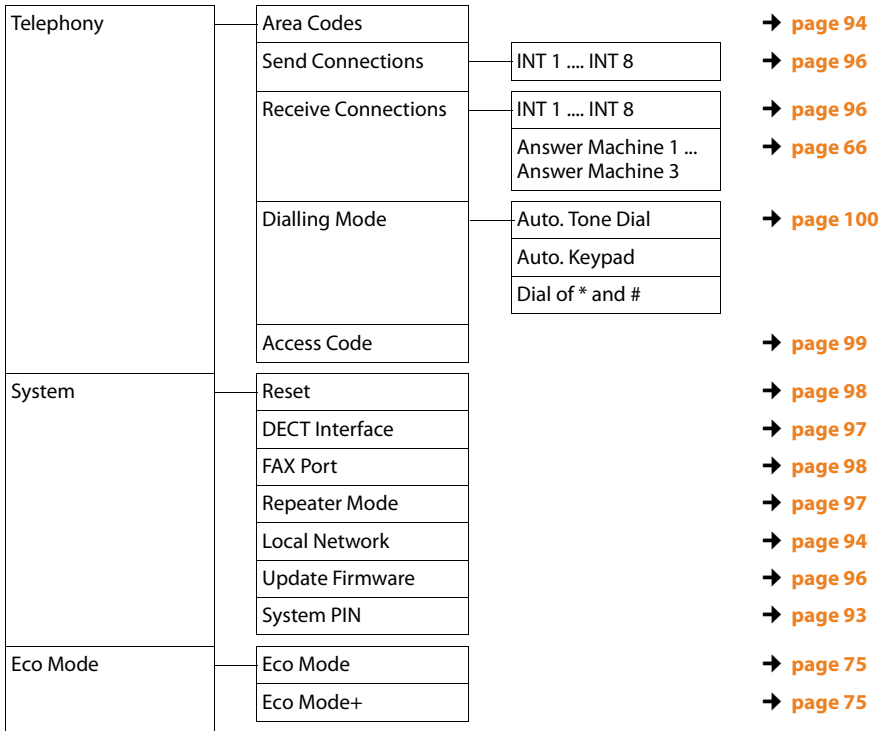 Telephony Area Codes → page 94
Send Connections INT 1 .... INT 8 → page 96
Receive Connections INT 1 .... INT 8 → page 96
Answer Machine 1 ... → page 66
Answer Machine 3
Dialling Mode Auto. Tone Dial → page 100
Auto. Keypad
Dial of * and #
Access Code → page 99
System Reset → page 98
DECT Interface → page 97
FAX Port → page 98
Repeater Mode → page 97
Local Network → page 94
Update Firmware → page 96
System PIN → page 93
Eco Mode Eco Mode → page 75
Eco Mode+ → page 75